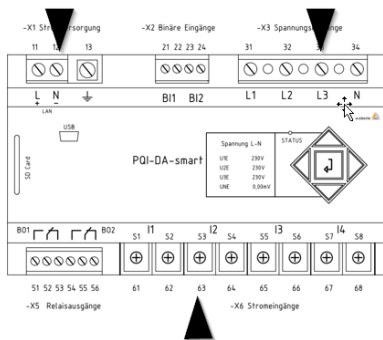 -X1 Str versorgung
-X2 Binäre Eingänge
-X3 Spannungs gänge
11 12 13
21 22 23 24
31 32 33 34
L N
+ -
BI1 BI2
L1 L2 L3 N
LAN
USB
SD Card
PQI-DA-smart
Spannung L-N
U1E 230V
U2E 230V
U3E 230V
UNE 0,00mV
STATUS
BO1 BO2
I1 I2 I3 I4
S1 S2 S3 S4 S5 S6 S7 S8
51 52 53 54 55 56
61 62 63 64 65 66 67 68
-X5 Relaisausgänge
-X6 Stromeingänge